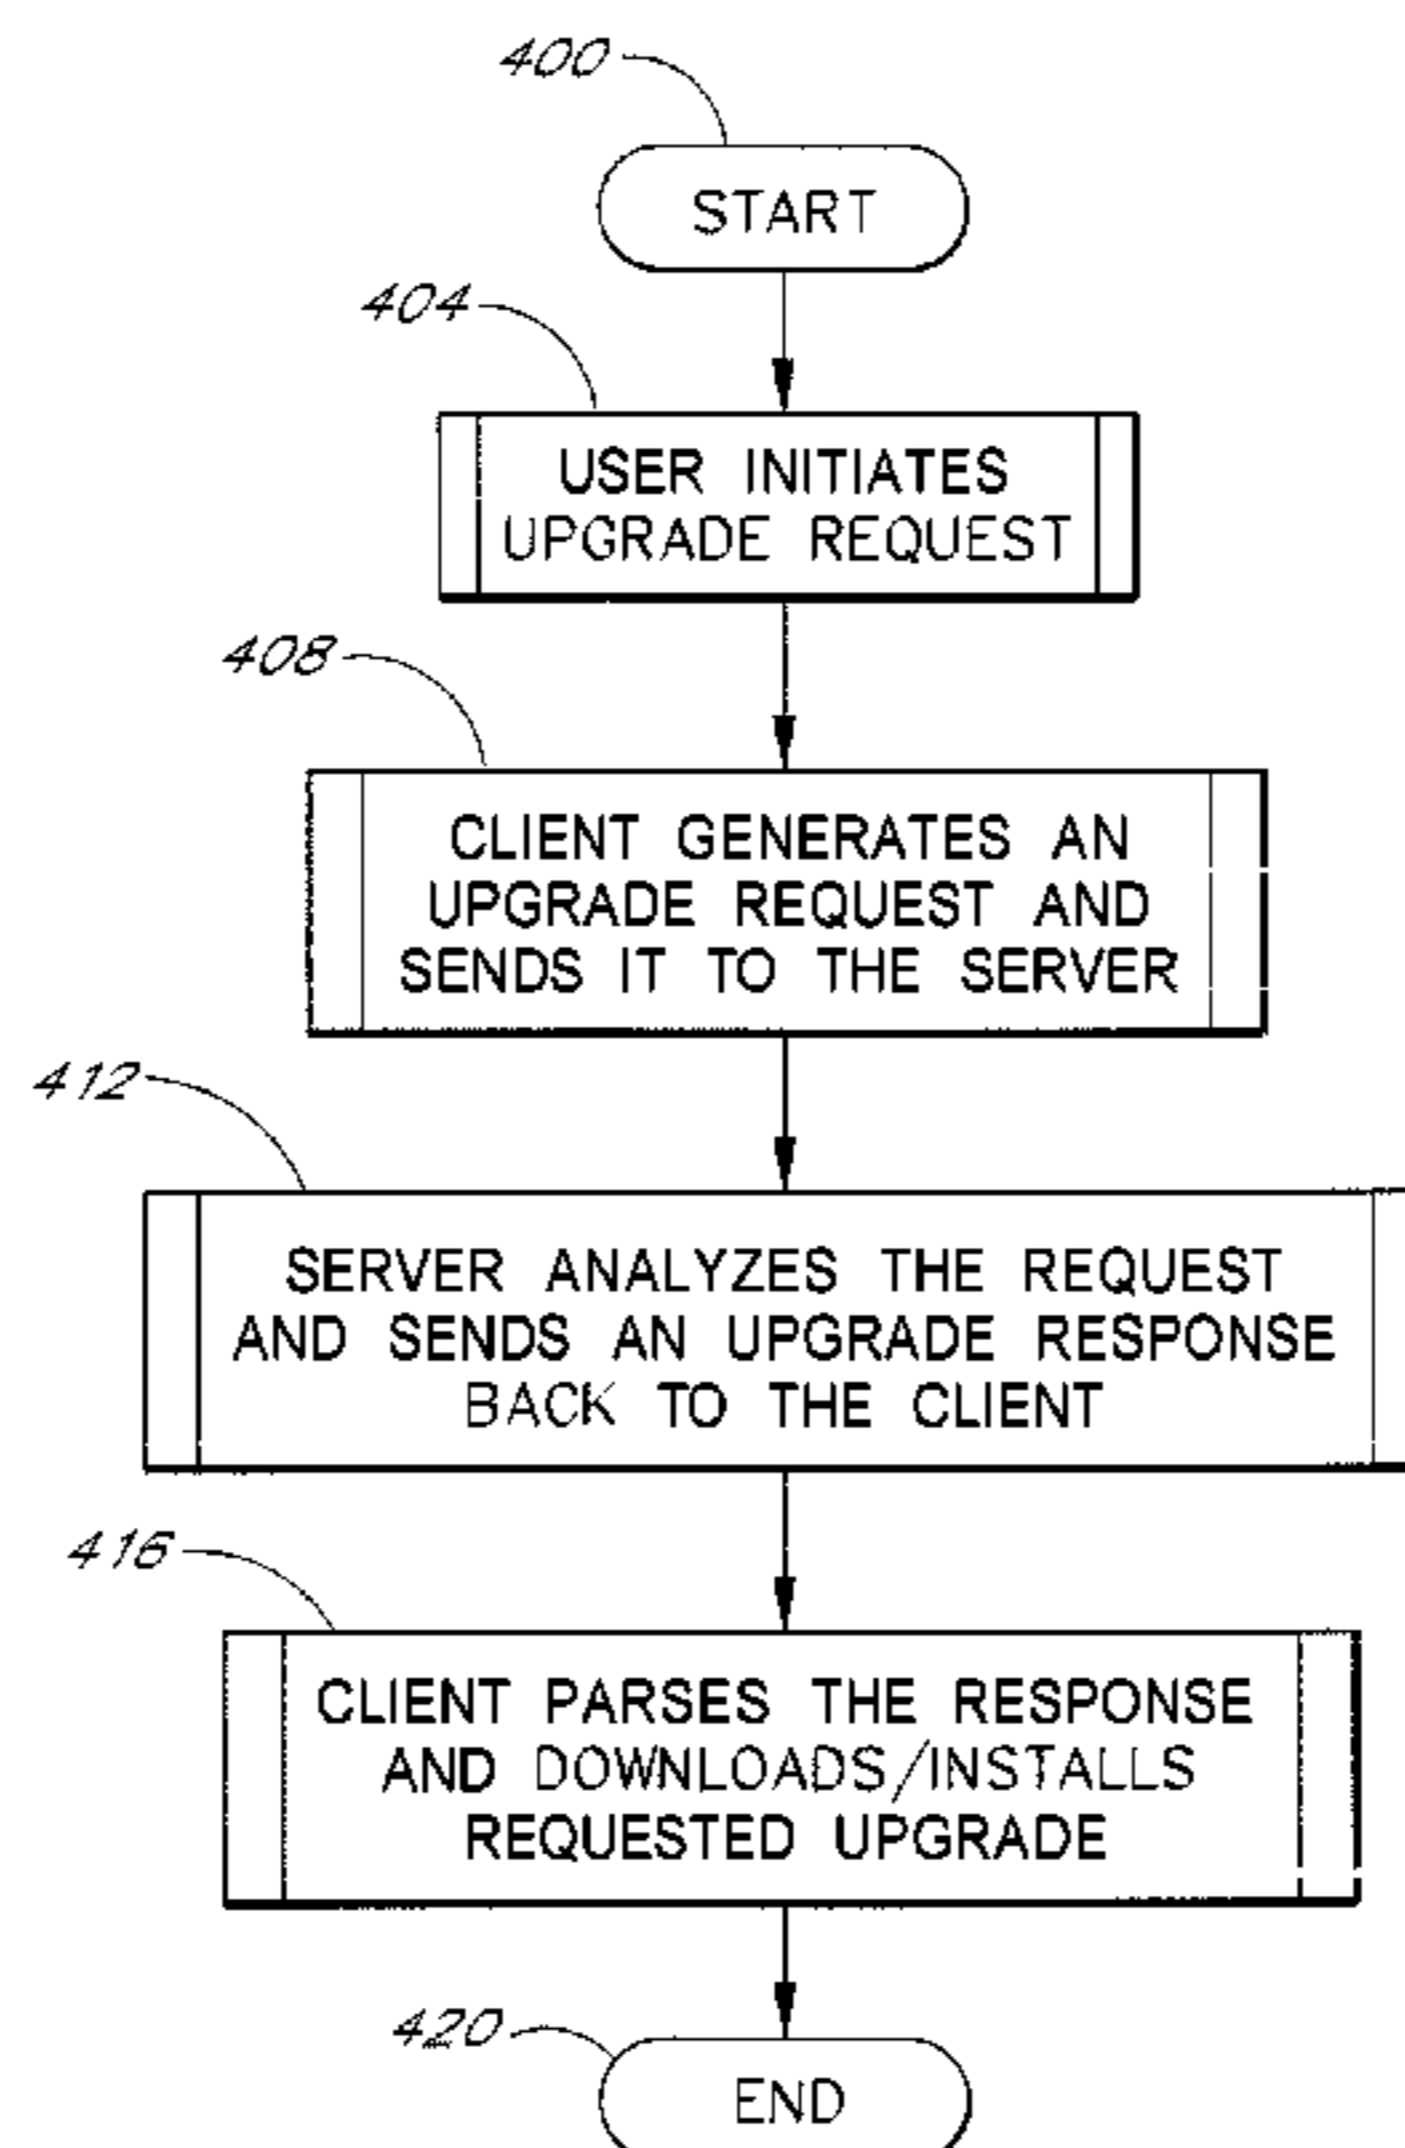 400
START
404
USER INITIATES
UPGRADE REQUEST
408
CLIENT GENERATES AN
UPGRADE REQUEST AND
SENDS IT TO THE SERVER
412
SERVER ANALYZES THE REQUEST
AND SENDS AN UPGRADE RESPONSE
BACK TO THE CLIENT
416
CLIENT PARSES THE RESPONSE
AND DOWNLOADS/INSTALLS
REQUESTED UPGRADE
420
END